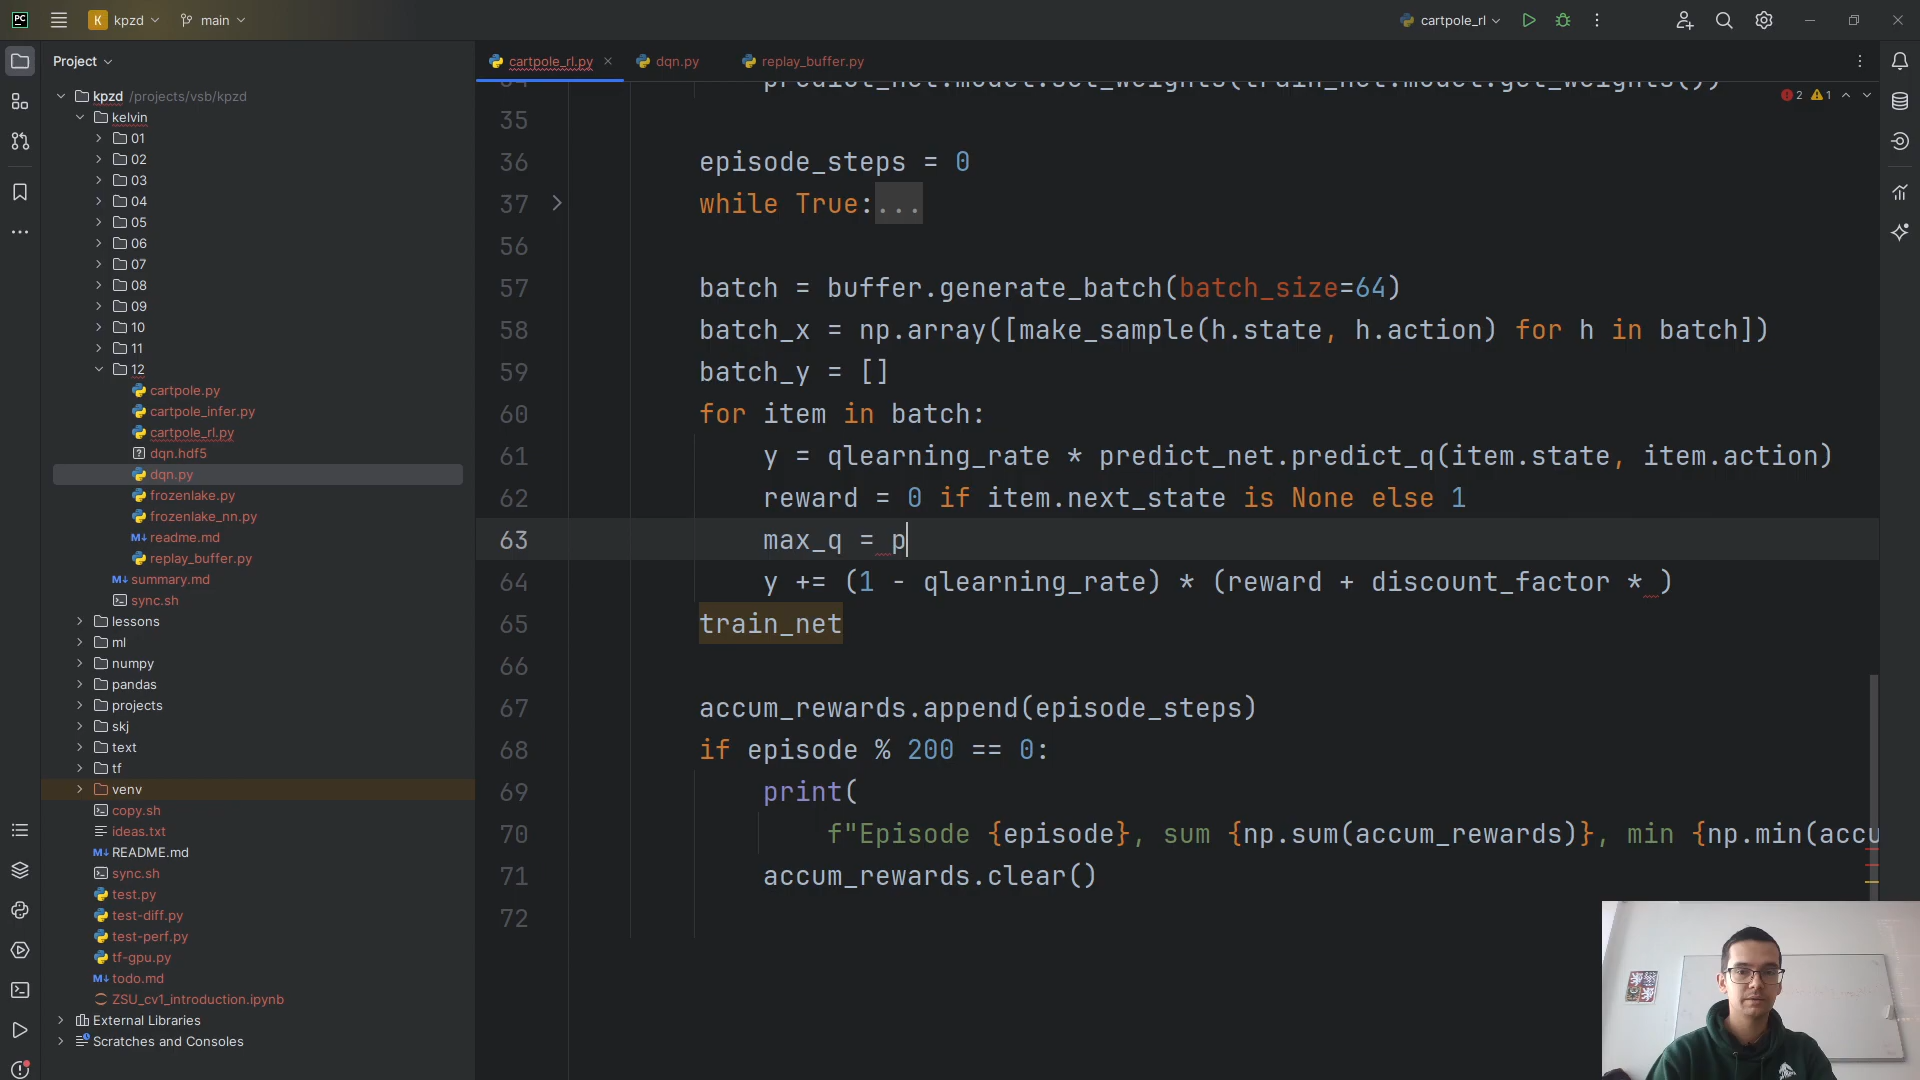 PC
K kpzd
main
cartpole_rl
Project
cartpole_rl.py
dqn.py
replay_buffer.py
kpzd /projects/vsb/kpzd
kelvin
01
02
03
04
05
06
07
08
09
10
11
12
cartpole.py
cartpole_infer.py
cartpole_rl.py
dqn.hdf5
dqn.py
frozenlake.py
frozenlake_nn.py
readme.md
replay_buffer.py
summary.md
sync.sh
lessons
ml
numpy
pandas
projects
skj
text
tf
venv
copy.sh
ideas.txt
README.md
sync.sh
test.py
test-diff.py
test-perf.py
tf-gpu.py
todo.md
ZSU_cv1_introduction.ipynb
External Libraries
Scratches and Consoles
2 1
predict_net.model.set_weights(train_net.model.get_weights())
35
36 episode_steps = 0
37 while True:...
56
57 batch = buffer.generate_batch(batch_size=64)
58 batch_x = np.array([make_sample(h.state, h.action) for h in batch])
59 batch_y = []
60 for item in batch:
61 y = qlearning_rate * predict_net.predict_q(item.state, item.action)
62 reward = 0 if item.next_state is None else 1
63 max_q = p
64 y += (1 - qlearning_rate) * (reward + discount_factor * )
65 train_net
66
67 accum_rewards.append(episode_steps)
68 if episode % 200 == 0:
69 print(
70 f"Episode {episode}, sum {np.sum(accum_rewards)}, min {np.min(accu
71 accum_rewards.clear()
72